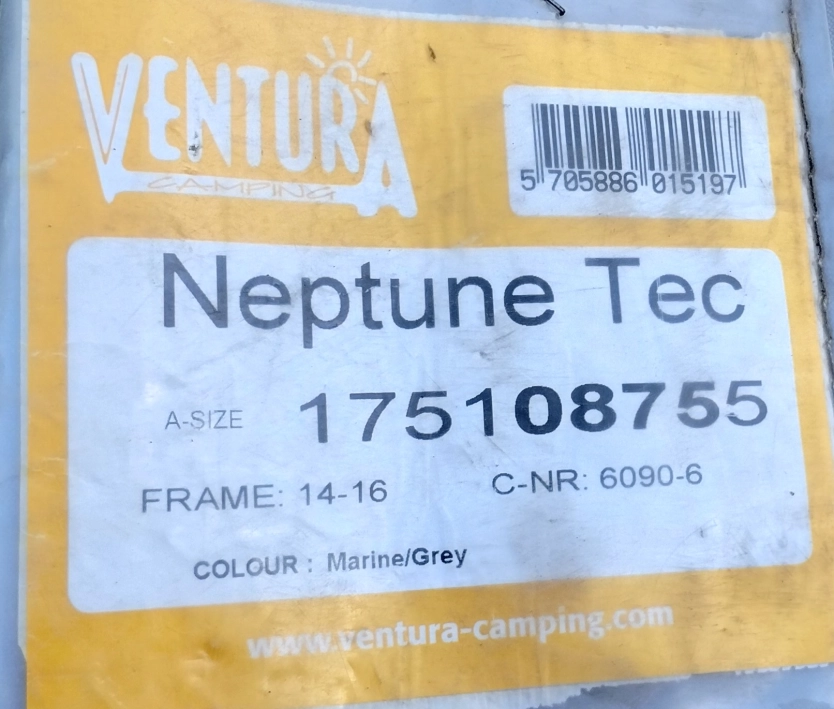 VENTURA
CAMPING
5 705886 015197
Neptune Tec
A-SIZE 175108755
FRAME: 14-16 C-NR: 6090-6
COLOUR : Marine/Grey
www.ventura-camping.com